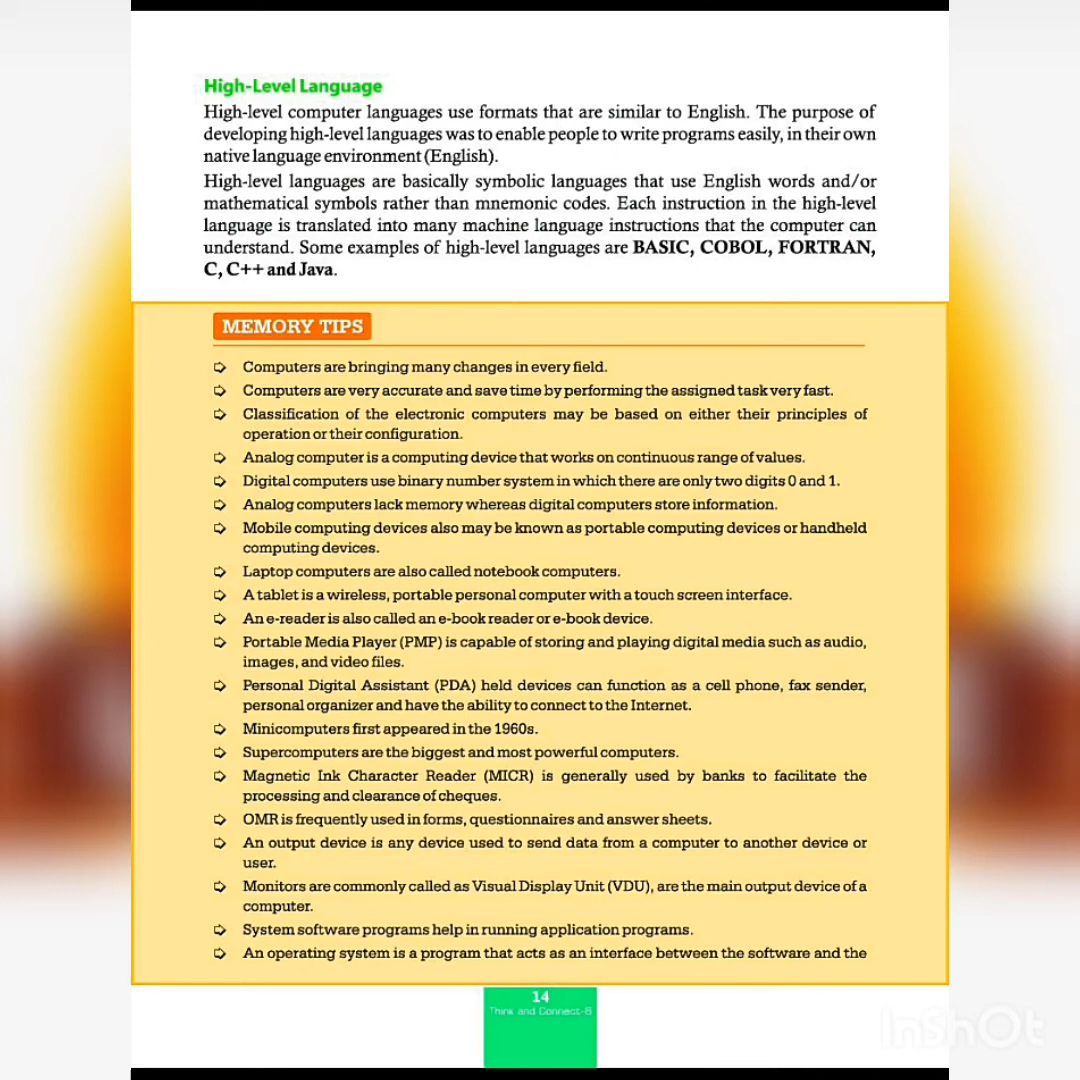 High-Level Language
High-level computer languages use formats that are similar to English. The purpose of
developing high-level languages was to enable people to write programs easily, in their own
native language environment (English).
High-level languages are basically symbolic languages that use English words and/or
mathematical symbols rather than mnemonic codes. Each instruction in the high-level
language is translated into many machine language instructions that the computer can
understand. Some examples of high-level languages are BASIC, COBOL, FORTRAN,
C, C++ and Java.
MEMORY TIPS
➩ Computers are bringing many changes in every field.
➩ Computers are very accurate and save time by performing the assigned task very fast.
➩ Classification of the electronic computers may be based on either their principles of
operation or their configuration.
➩ Analog computer is a computing device that works on continuous range of values.
➩ Digital computers use binary number system in which there are only two digits 0 and 1.
➩ Analog computers lack memory whereas digital computers store information.
➩ Mobile computing devices also may be known as portable computing devices or handheld
computing devices.
➩ Laptop computers are also called notebook computers.
➩ A tablet is a wireless, portable personal computer with a touch screen interface.
➩ An e-reader is also called an e-book reader or e-book device.
➩ Portable Media Player (PMP) is capable of storing and playing digital media such as audio,
images, and video files.
➩ Personal Digital Assistant (PDA) held devices can function as a cell phone, fax sender,
personal organizer and have the ability to connect to the Internet.
➩ Minicomputers first appeared in the 1960s.
➩ Supercomputers are the biggest and most powerful computers.
➩ Magnetic Ink Character Reader (MICR) is generally used by banks to facilitate the
processing and clearance of cheques.
➩ OMR is frequently used in forms, questionnaires and answer sheets.
➩ An output device is any device used to send data from a computer to another device or
user.
➩ Monitors are commonly called as Visual Display Unit (VDU), are the main output device of a
computer.
➩ System software programs help in running application programs.
➩ An operating system is a program that acts as an interface between the software and the
14
Think and Connect-8
InShOt